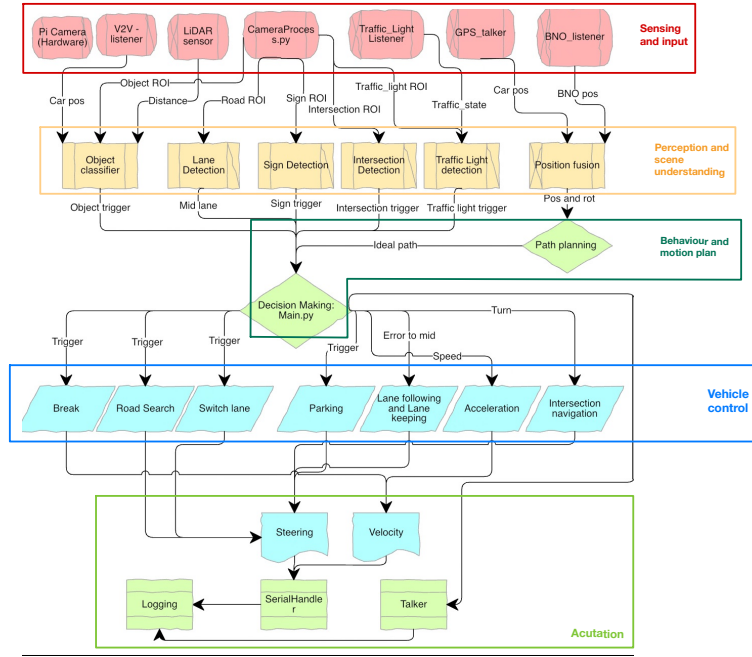 Pi Camera
(Hardware)
V2V -
listener
LiDAR
sensor
CameraProces
s.py
Traffic_Light
Listener
GPS_talker
BNO_listener
Sensing
and input
Object ROI
Car pos
Distance
Road ROI
Sign ROI
Intersection ROI
Traffic_light ROI
Traffic_state
Car pos
BNO pos
Object
classifier
Lane
Detection
Sign Detection
Intersection
Detection
Traffic Light
detection
Position fusion
Perception and
scene
understanding
Object trigger
Mid lane
Sign trigger
Intersection trigger
Traffic light trigger
Pos and rot
Ideal path
Path planning
Behaviour and
motion plan
Decision Making:
Main.py
Trigger
Trigger
Trigger
Trigger
Error to mid
Speed
Turn
Break
Road Search
Switch lane
Parking
Lane following
and Lane
keeping
Acceleration
Intersection
navigation
Vehicle
control
Steering
Velocity
Logging
SerialHandle
r
Talker
Acutation